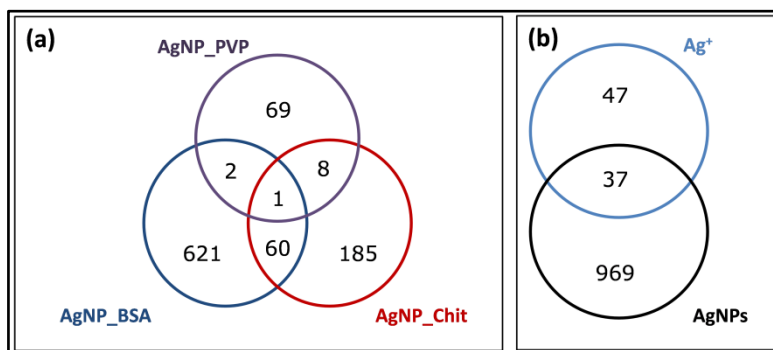 (a)
AgNP_PVP
69
2
8
1
621
60
185
AgNP_BSA
AgNP_Chit
(b)
Ag⁺
47
37
969
AgNPs